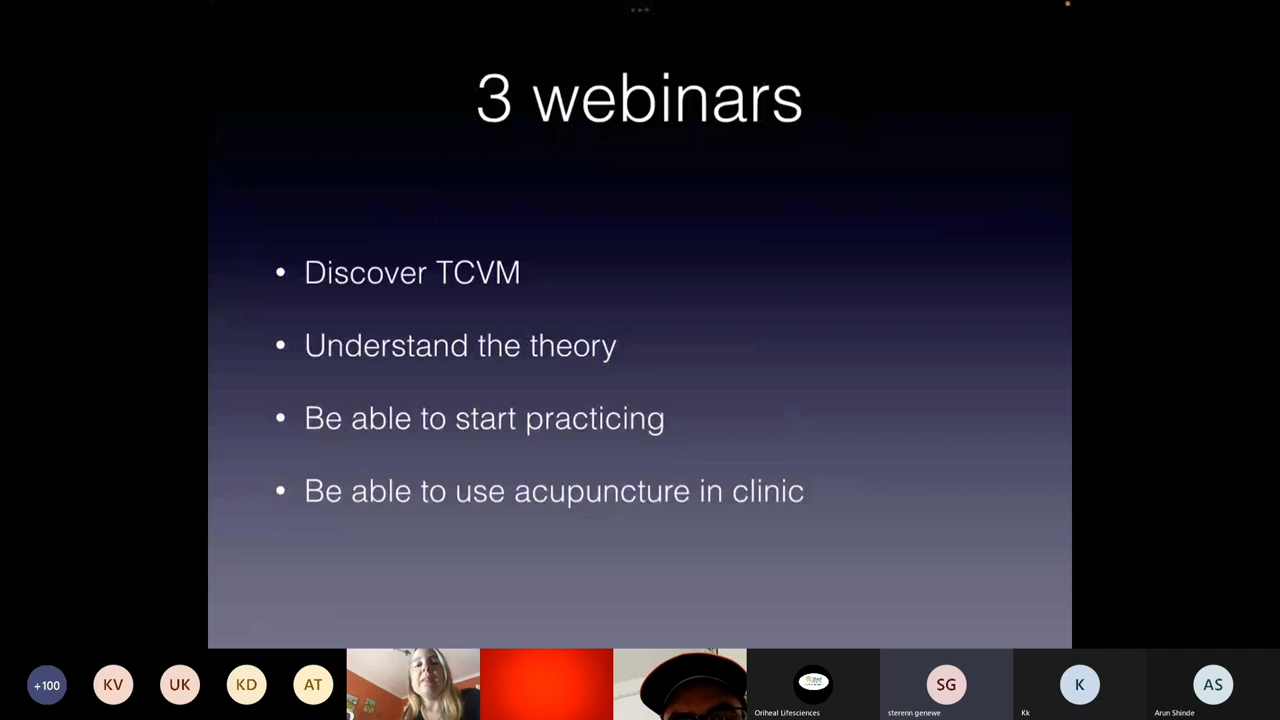 3 webinars
• Discover TCVM
• Understand the theory
• Be able to start practicing
• Be able to use acupuncture in clinic
+100
KV
UK
KD
AT
SG
K
AS
Oriheal Lifesciences
sterenn genewe
Kk
Arun Shinde